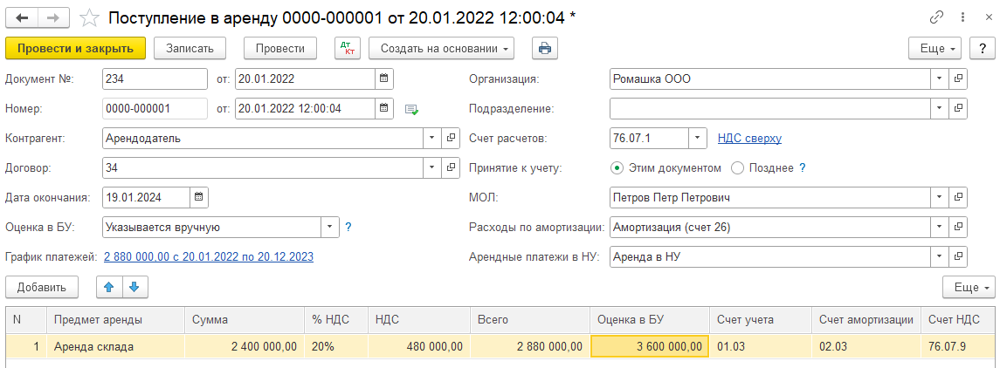 Поступление в аренду 0000-000001 от 20.01.2022 12:00:04 *
Провести и закрыть Записать Провести Дт Кт Создать на основании Еще ?
Документ №: 234 от: 20.01.2022 Организация: Ромашка ООО
Номер: 0000-000001 от: 20.01.2022 12:00:04 Подразделение:
Контрагент: Арендодатель Счет расчетов: 76.07.1 НДС сверху
Договор: 34 Принятие к учету: Этим документом Позднее ?
Дата окончания: 19.01.2024 МОЛ: Петров Петр Петрович
Оценка в БУ: Указывается вручную ? Расходы по амортизации: Амортизация (счет 26)
График платежей: 2 880 000,00 с 20.01.2022 по 20.12.2023 Арендные платежи в НУ: Аренда в НУ
Добавить Еще
N Предмет аренды Сумма % НДС НДС Всего Оценка в БУ Счет учета Счет амортизации Счет НДС
1 Аренда склада 2 400 000,00 20% 480 000,00 2 880 000,00 3 600 000,00 01.03 02.03 76.07.9